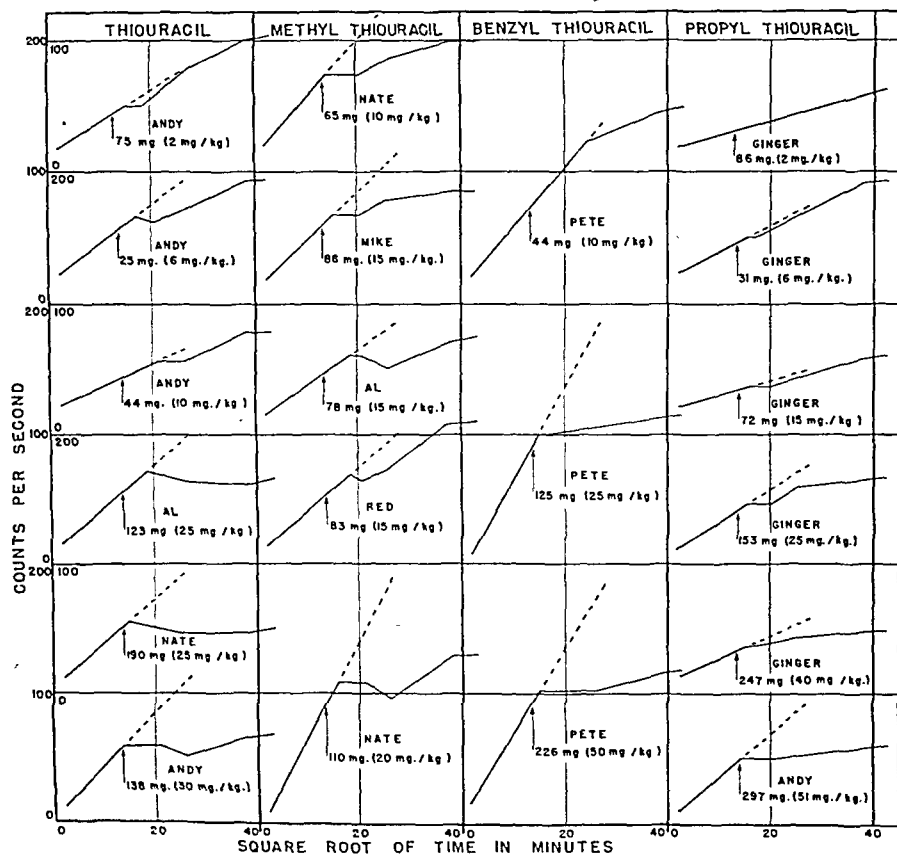 THIOURACIL
METHYL THIOURACIL
BENZYL THIOURACIL
PROPYL THIOURACIL
COUNTS PER SECOND
200 100
100 0
200
0
200 100
100 0
200
0
200 100
100 0
0
ANDY
75 mg (2 mg/kg)
ANDY
25 mg. (6 mg./kg.)
ANDY
44 mg. (10 mg./kg)
AL
123 mg (25 mg/kg)
NATE
190 mg (25 mg/kg)
ANDY
138 mg. (30 mg./kg.)
NATE
65 mg (10 mg/kg)
MIKE
86 mg. (15 mg./kg.)
AL
78 mg (15 mg/kg)
RED
83 mg (15 mg/kg)
NATE
110 mg. (20 mg./kg)
PETE
44 mg (10 mg/kg)
PETE
125 mg (25 mg/kg)
PETE
226 mg (50 mg/kg)
GINGER
86 mg. (2 mg/kg)
GINGER
31 mg. (6 mg./kg)
GINGER
72 mg (15 mg/kg)
GINGER
153 mg (25 mg./kg.)
GINGER
247 mg (40 mg/kg.)
ANDY
297 mg. (51 mg./kg.)
0 20 40 0 20 40 0 20 40 0 20 40
SQUARE ROOT OF TIME IN MINUTES